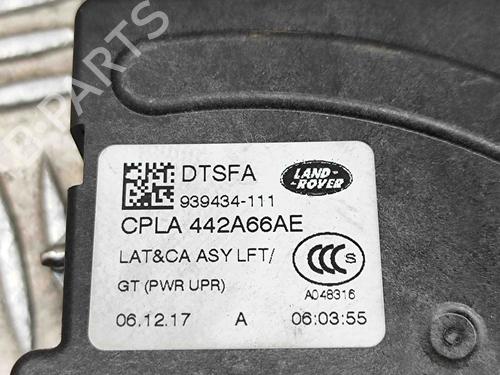 B-PARTS
DTSFA
LAND
ROVER
939434-111
CPLA 442A66AE
LAT&CA ASY LFT/
GT (PWR UPR)
CCC S
A048316
06.12.17 A 06:03:55